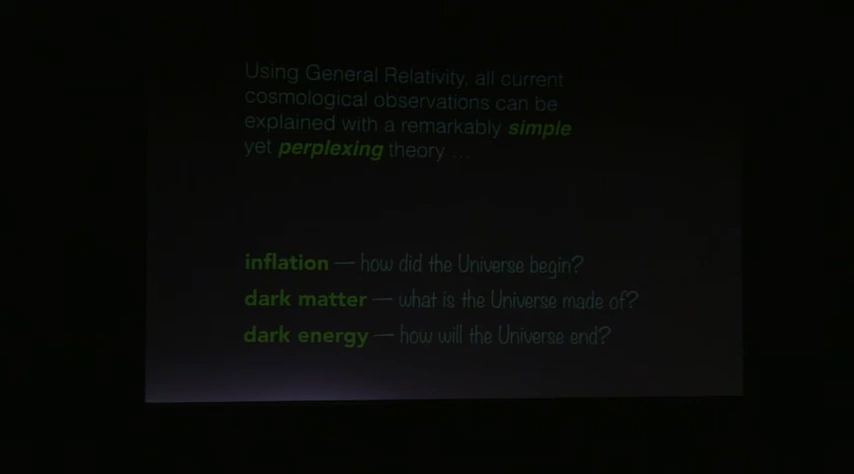 Using General Relativity, all current
cosmological observations can be
explained with a remarkably simple
yet perplexing theory ...
inflation — how did the Universe begin?
dark matter — what is the Universe made of?
dark energy — how will the Universe end?